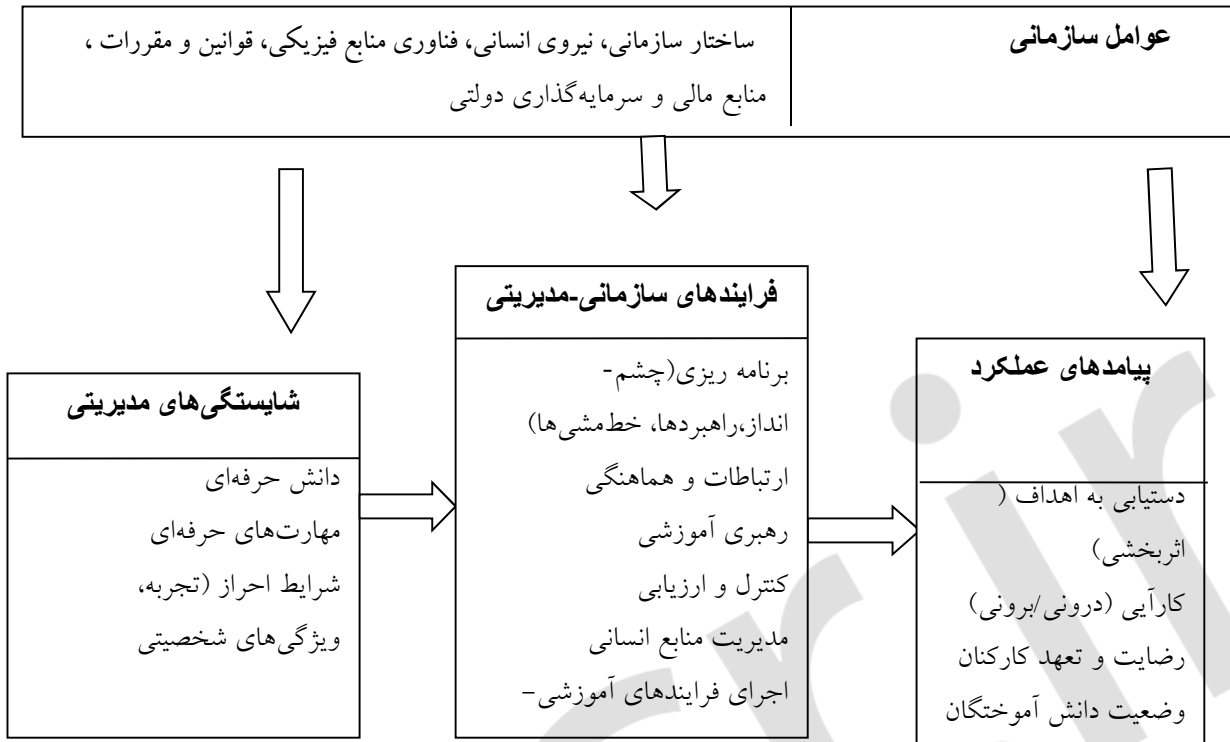 عوامل سازمانی
ساختار سازمانی، نیروی انسانی، فناوری منابع فیزیکی، قوانین و مقررات ،
منابع مالی و سرمایه‌گذاری دولتی
شایستگی‌های مدیریتی
دانش حرفه‌ای
مهارت‌های حرفه‌ای
شرایط احراز (تجربه،
ویژگی‌های شخصیتی
فرایندهای سازمانی-مدیریتی
برنامه ریزی(چشم-
انداز،راهبردها، خط‌مشی‌ها)
ارتباطات و هماهنگی
رهبری آموزشی
کنترل و ارزیابی
مدیریت منابع انسانی
اجرای فرایندهای آموزشی–
پیامدهای عملکرد
دستیابی به اهداف (
اثربخشی)
کارآیی (درونی/برونی)
رضایت و تعهد کارکنان
وضعیت دانش آموختگان